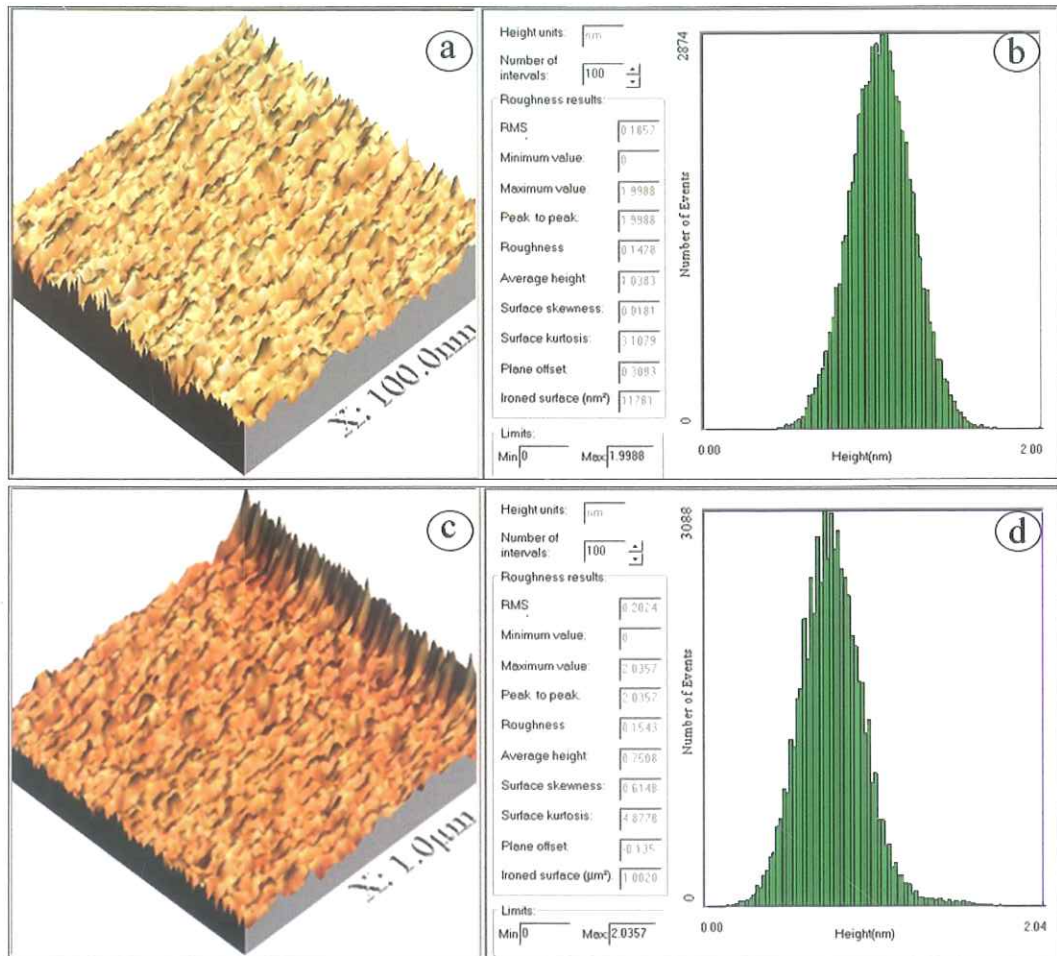 a
X: 100.0nm
Height units: nm
Number of
intervals: 100
Roughness results:
RMS 0.1857
Minimum value: 0
Maximum value 1.9988
Peak to peak 1.9988
Roughness 0.1478
Average height 1.0383
Surface skewness: 0.0181
Surface kurtosis 3.1079
Plane offset 0.3093
Ironed surface (nm²) 11781
Limits:
Min 0 Max 1.9988
b
2874
Number of Events
0
0.00 2.00
Height(nm)
c
X: 1.0µm
Height units: nm
Number of
intervals: 100
Roughness results
RMS 0.2024
Minimum value: 0
Maximum value: 2.0357
Peak to peak. 2.0357
Roughness 0.1543
Average height 0.7508
Surface skewness: 0.6148
Surface kurtosis: 4.8778
Plane offset -0.135
Ironed surface (µm²) 1.0020
Limits:
Min 0 Max 2.0357
d
3088
Number of Events
0
0.00 2.04
Height(nm)